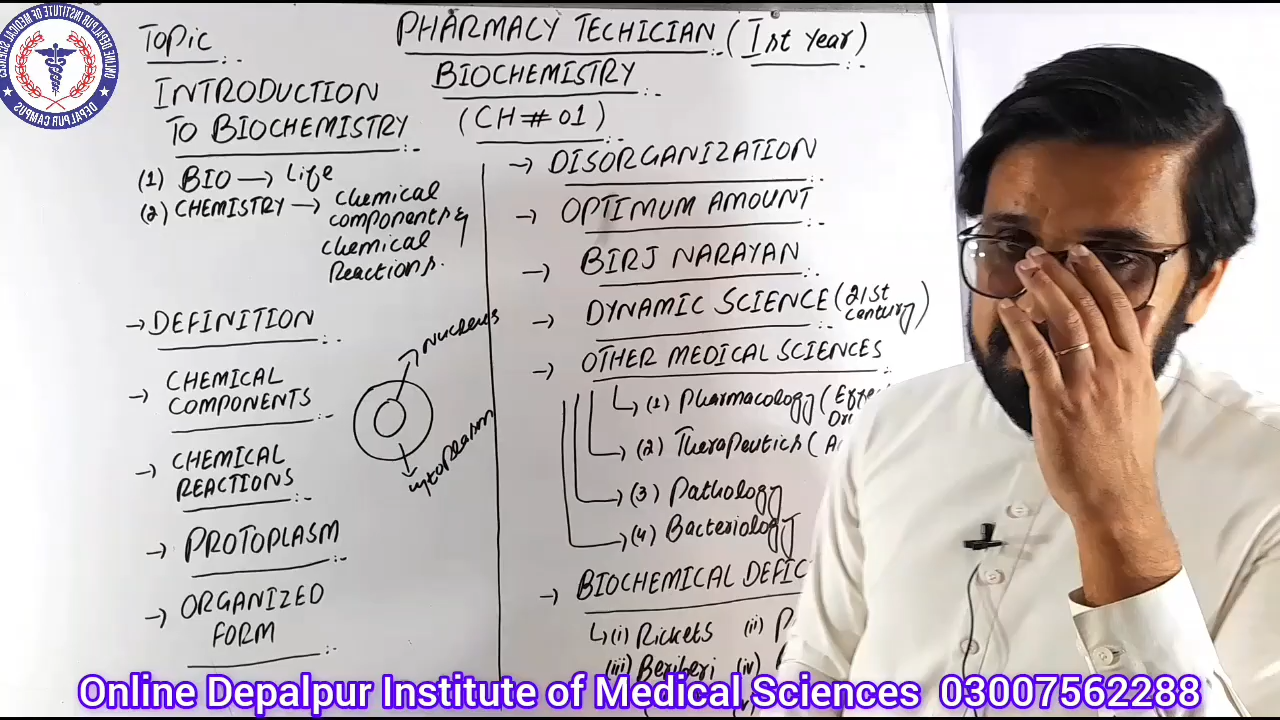 Topic
PHARMACY TECHICIAN (Ist year)
INTRODUCTION
TO BIOCHEMISTRY
BIOCHEMISTRY
(CH# 01)
(1) BIO → Life
(2) CHEMISTRY → Chemical
components &
chemical
Reactions.
→ DEFINITION
→ CHEMICAL
COMPONENTS
→ CHEMICAL
REACTIONS
→ PROTOPLASM
→ ORGANIZED
FORM
Nucleus
cytoplasm
→ DISORGANIZATION
→ OPTIMUM AMOUNT
→ BIRJ NARAYAN
→ DYNAMIC SCIENCE (21st
century)
→ OTHER MEDICAL SCIENCES
(1) Pharmacology (
(2) Therapeutics (
(3) Pathology
(4) Bacteriology
→ BIOCHEMICAL
(i) Rickets (ii)
(iii) Beriberi (iv)
ONLINE DEPALPUR INSTITUTE OF MEDICAL SCIENCES
DEPALPUR CAMPUS
Online Depalpur Institute of Medical Sciences 03007562288